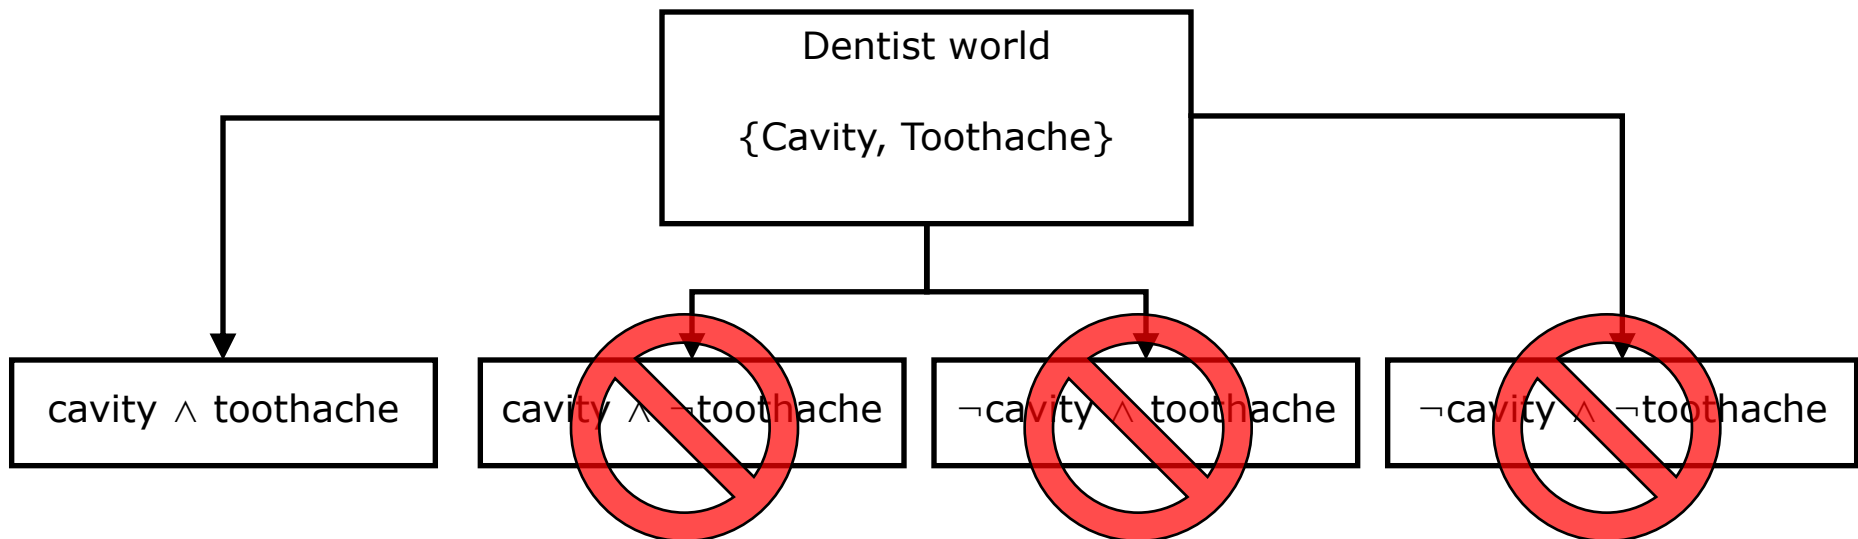 Dentist world
{Cavity, Toothache}
cavity ∧ toothache
cavity ∧ ¬toothache
¬cavity ∧ toothache
¬cavity ∧ ¬toothache